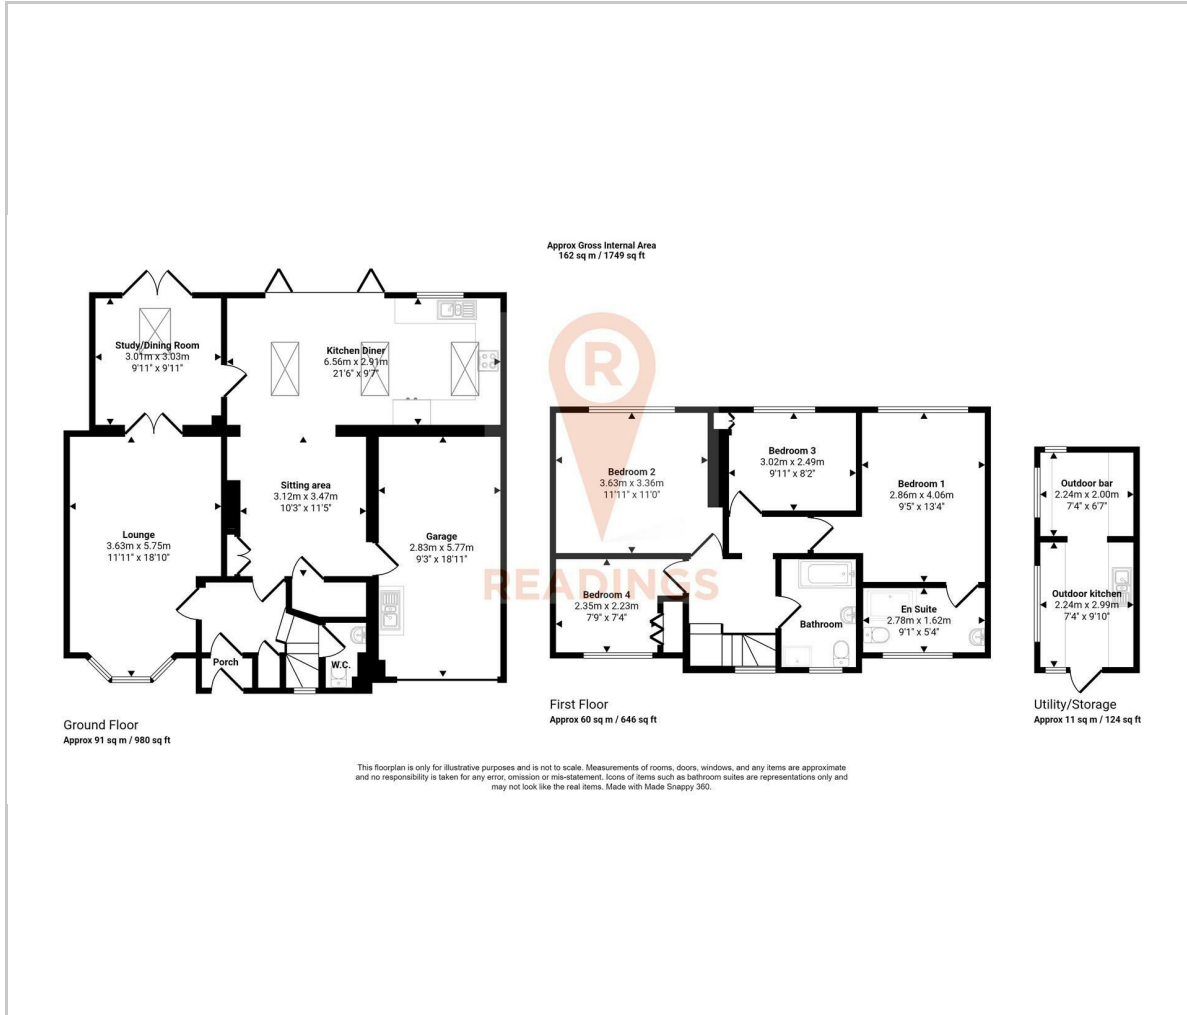 Approx Gross Internal Area
162 sq m / 1749 sq ft
Study/Dining Room
3.01m x 3.03m
9'11" x 9'11"
Kitchen Diner
6.56m x 2.91m
21'6" x 9'7"
Lounge
3.63m x 5.75m
11'11" x 18'10"
Sitting area
3.12m x 3.47m
10'3" x 11'5"
Garage
2.83m x 5.77m
9'3" x 18'11"
Porch
W.C.
Ground Floor
Approx 91 sq m / 980 sq ft
R
READINGS
Bedroom 2
3.63m x 3.36m
11'11" x 11'0"
Bedroom 3
3.02m x 2.49m
9'11" x 8'2"
Bedroom 1
2.86m x 4.06m
9'5" x 13'4"
Bedroom 4
2.35m x 2.23m
7'9" x 7'4"
Bathroom
En Suite
2.78m x 1.62m
9'1" x 5'4"
First Floor
Approx 60 sq m / 646 sq ft
Outdoor bar
2.24m x 2.00m
7'4" x 6'7"
Outdoor kitchen
2.24m x 2.99m
7'4" x 9'10"
Utility/Storage
Approx 11 sq m / 124 sq ft
This floorplan is only for illustrative purposes and is not to scale. Measurements of rooms, doors, windows, and any items are approximate
and no responsibility is taken for any error, omission or mis-statement. Icons of items such as bathroom suites are representations only and
may not look like the real items. Made with Made Snappy 360.